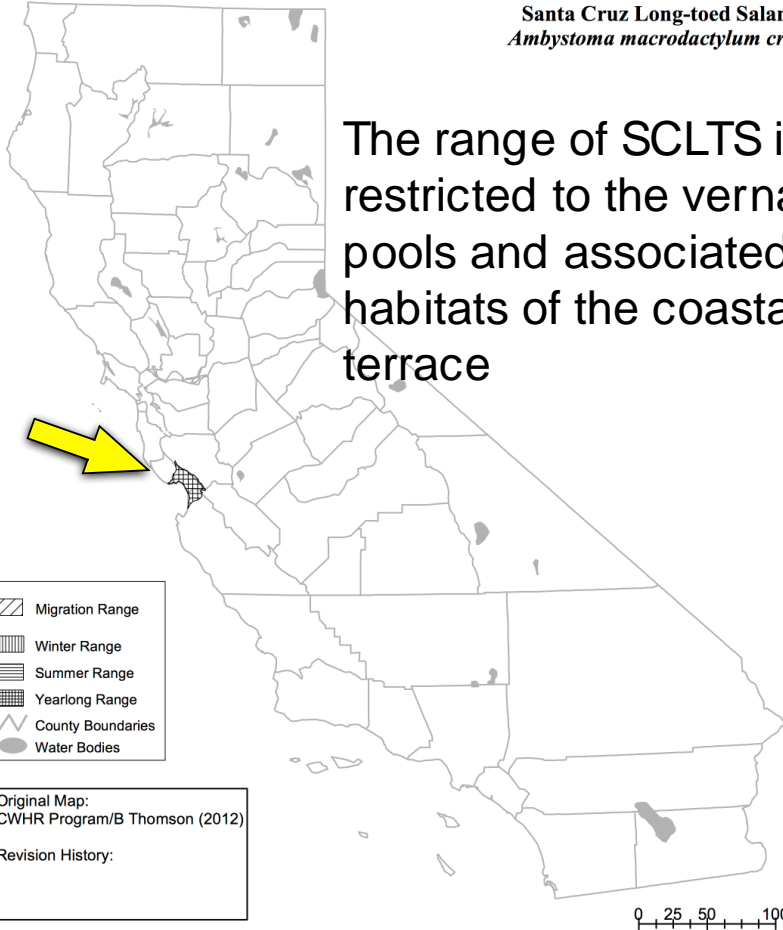 Santa Cruz Long-toed Salam
Ambystoma macrodactylum cr
The range of SCLTS i
restricted to the verna
pools and associated
habitats of the coasta
terrace
Migration Range
Winter Range
Summer Range
Yearlong Range
County Boundaries
Water Bodies
Original Map:
CWHR Program/B Thomson (2012)
Revision History:
0 25 50 100